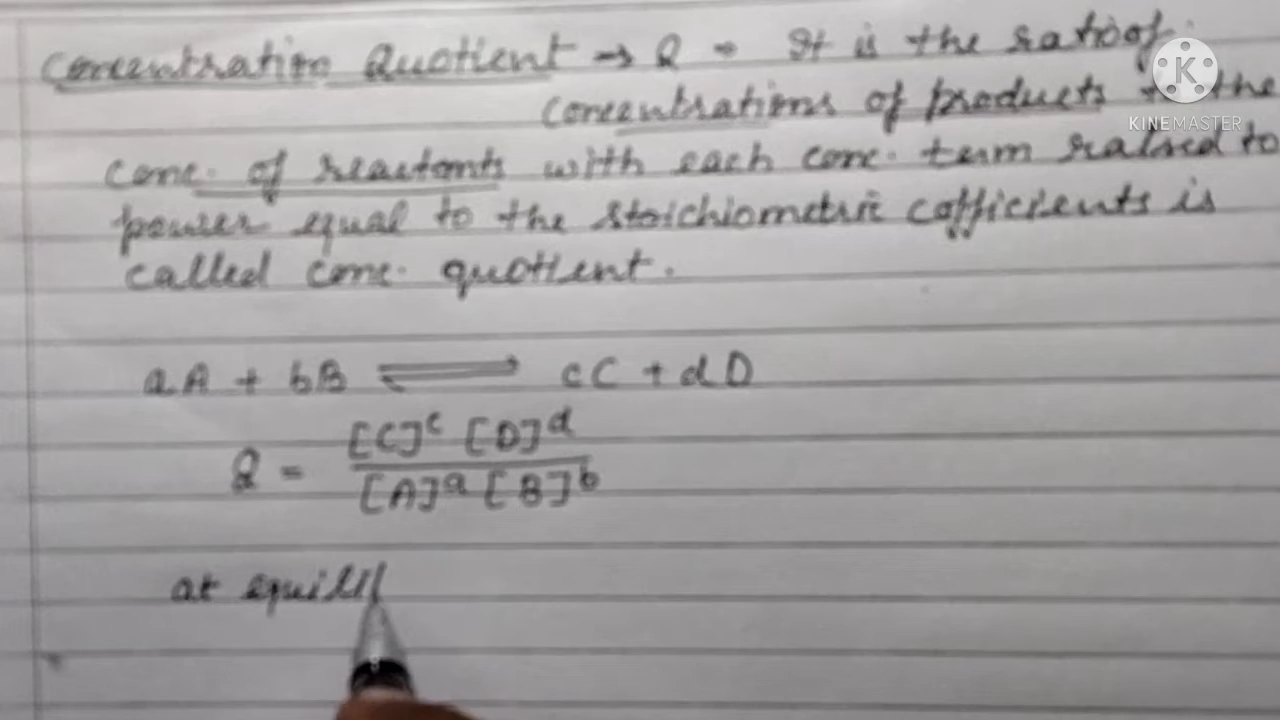 Concentration Quotient → Q → It is the ratio of
concentrations of products to the
conc. of reactants with each conc. term raised to
power equal to the stoichiometric cofficients is
called conc. quotient.
aA + bB ⇌ cC + dD
Q = [C]^c [D]^d / [A]^a [B]^b
at equilib
K
KINEMASTER